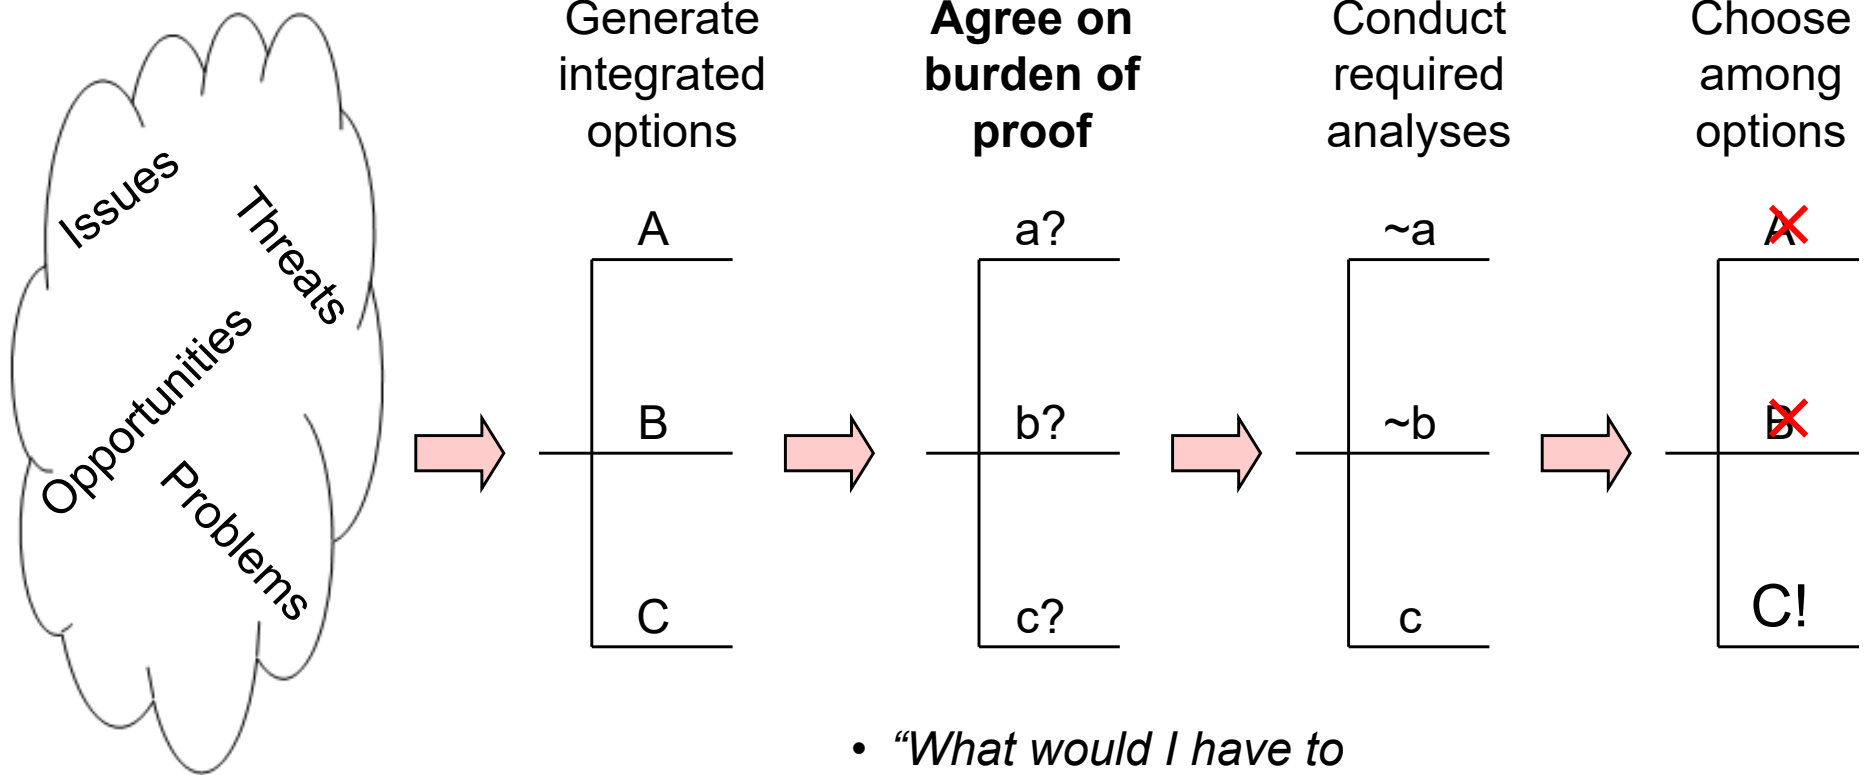 Generate
integrated
options
Agree on
burden of
proof
Conduct
required
analyses
Choose
among
options
Issues
Threats
Opportunities
Problems
A
B
C
a?
b?
c?
~a
~b
c
A
B
C!
• “What would I have to